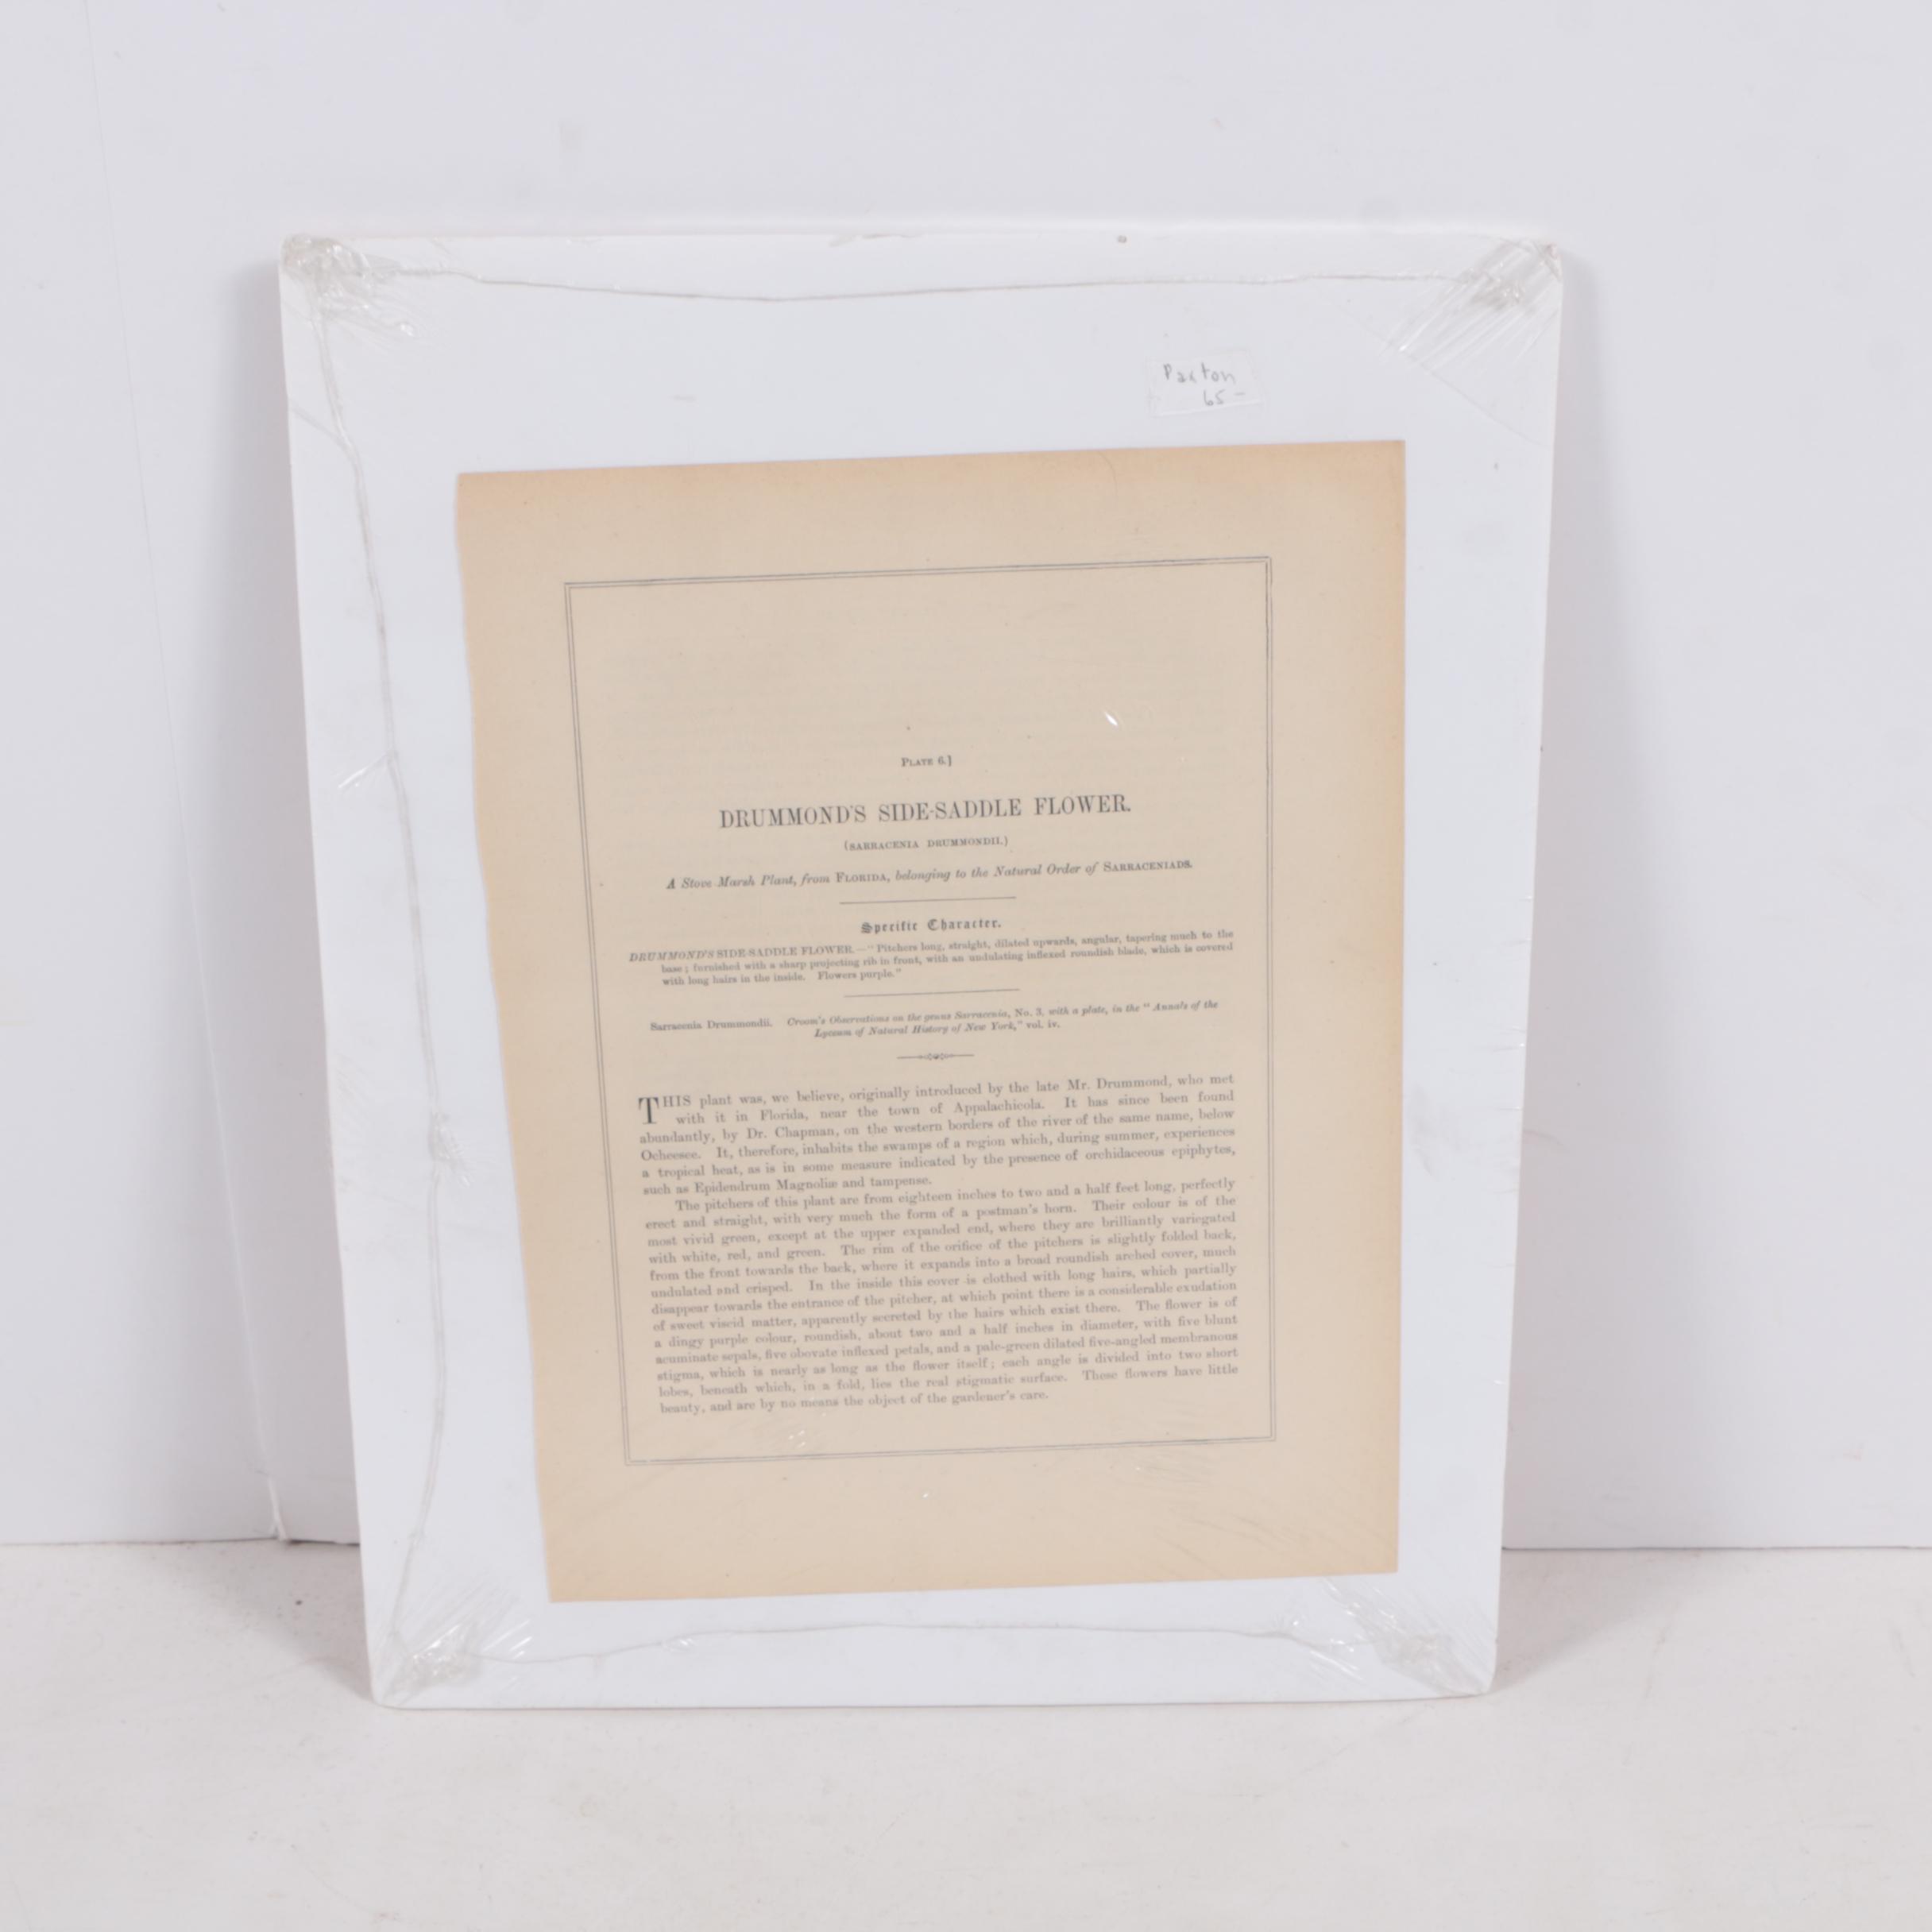 Paxton
65-
PLATE 6.]
DRUMMOND'S SIDE-SADDLE FLOWER.
(SARRACENIA DRUMMONDII.)
A Stove Marsh Plant, from FLORIDA, belonging to the Natural Order of SARRACENIADS.
Specific Character.
DRUMMOND'S SIDE-SADDLE FLOWER.—"Pitchers long, straight, dilated upwards, angular, tapering much to the
base; furnished with a sharp projecting rib in front, with an undulating inflexed roundish blade, which is covered
with long hairs in the inside. Flowers purple."
Sarracenia Drummondii. Croom's Observations on the genus Sarracenia, No. 3, with a plate, in the "Annals of the
Lyceum of Natural History of New York," vol. iv.
THIS plant was, we believe, originally introduced by the late Mr. Drummond, who met
with it in Florida, near the town of Appalachicola. It has since been found
abundantly, by Dr. Chapman, on the western borders of the river of the same name, below
Ocheesee. It, therefore, inhabits the swamps of a region which, during summer, experiences
a tropical heat, as is in some measure indicated by the presence of orchidaceous epiphytes,
such as Epidendrum Magnoliæ and tampense.
The pitchers of this plant are from eighteen inches to two and a half feet long, perfectly
erect and straight, with very much the form of a postman's horn. Their colour is of the
most vivid green, except at the upper expanded end, where they are brilliantly variegated
with white, red, and green. The rim of the orifice of the pitchers is slightly folded back,
from the front towards the back, where it expands into a broad roundish arched cover, much
undulated and crisped. In the inside this cover is clothed with long hairs, which partially
disappear towards the entrance of the pitcher, at which point there is a considerable exudation
of sweet viscid matter, apparently secreted by the hairs which exist there. The flower is of
a dingy purple colour, roundish, about two and a half inches in diameter, with five blunt
acuminate sepals, five obovate inflexed petals, and a pale-green dilated five-angled membranous
stigma, which is nearly as long as the flower itself; each angle is divided into two short
lobes, beneath which, in a fold, lies the real stigmatic surface. These flowers have little
beauty, and are by no means the object of the gardener's care.